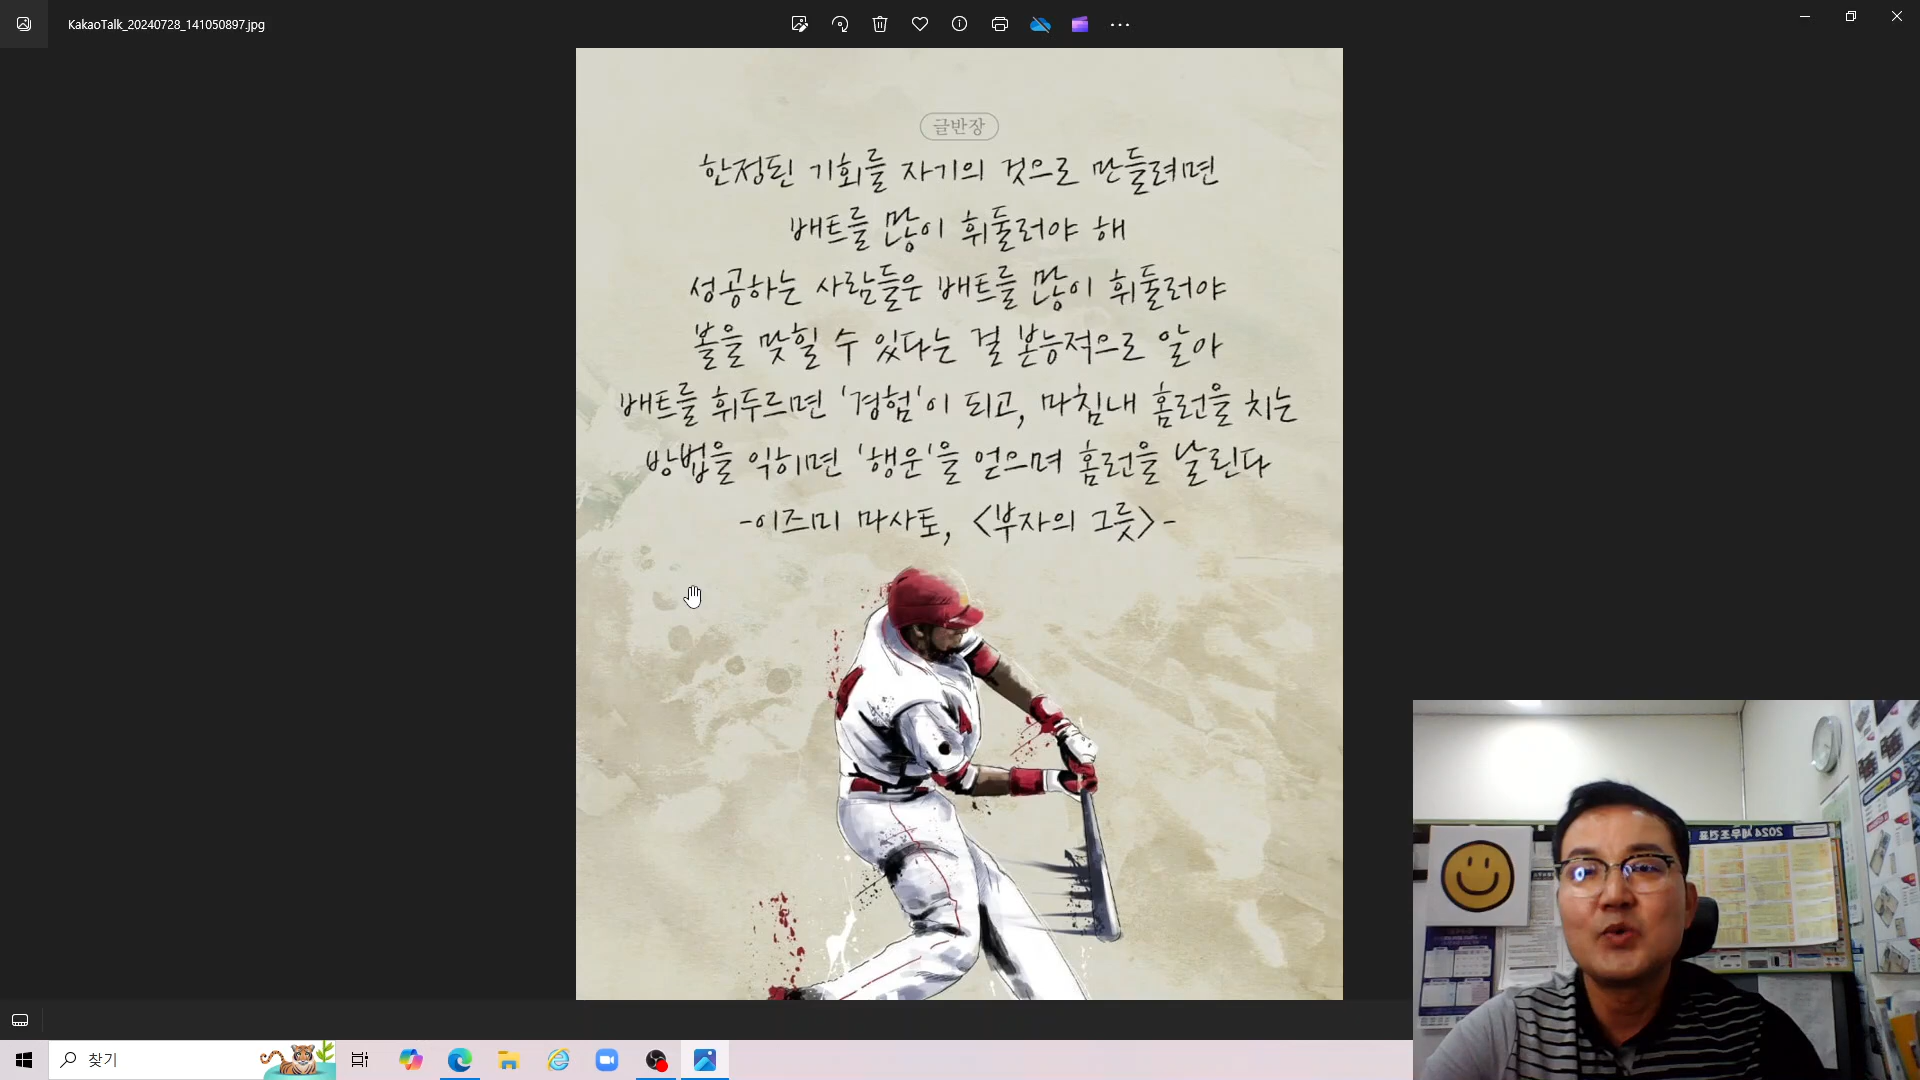 KakaoTalk_20240728_141050897.jpg
글반장
한정된 기회를 자기의 것으로 만들려면
배트를 많이 휘둘러야 해
성공하는 사람들은 배트를 많이 휘둘러야
볼을 맞힐 수 있다는 걸 본능적으로 알아
배트를 휘두르면 '경험'이 되고, 마침내 홈런을 치는
방법을 익히면 '행운'을 얻으며 홈런을 날린다
-이즈미 마사토, <부자의 그릇>-
2024 세무조견표
찾기